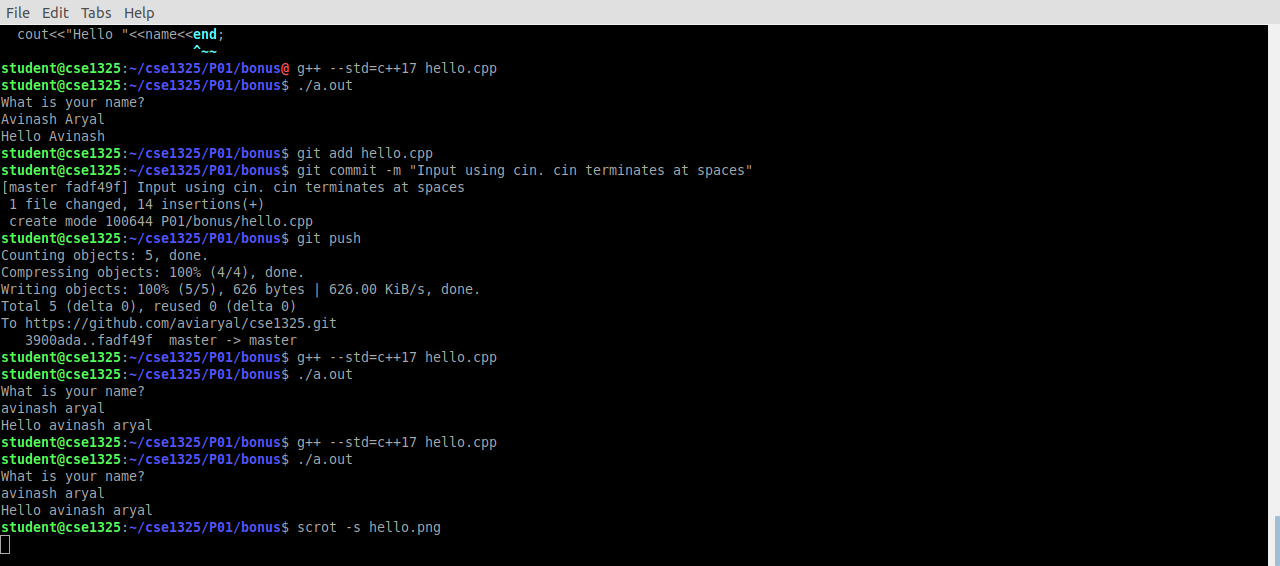 File Edit Tabs Help
cout<<"Hello "<<name<<end;
^~~
student@cse1325:~/cse1325/P01/bonus@ g++ --std=c++17 hello.cpp
student@cse1325:~/cse1325/P01/bonus$ ./a.out
What is your name?
Avinash Aryal
Hello Avinash
student@cse1325:~/cse1325/P01/bonus$ git add hello.cpp
student@cse1325:~/cse1325/P01/bonus$ git commit -m "Input using cin. cin terminates at spaces"
[master fadf49f] Input using cin. cin terminates at spaces
1 file changed, 14 insertions(+)
create mode 100644 P01/bonus/hello.cpp
student@cse1325:~/cse1325/P01/bonus$ git push
Counting objects: 5, done.
Compressing objects: 100% (4/4), done.
Writing objects: 100% (5/5), 626 bytes | 626.00 KiB/s, done.
Total 5 (delta 0), reused 0 (delta 0)
To https://github.com/aviaryal/cse1325.git
3900ada..fadf49f  master -> master
student@cse1325:~/cse1325/P01/bonus$ g++ --std=c++17 hello.cpp
student@cse1325:~/cse1325/P01/bonus$ ./a.out
What is your name?
avinash aryal
Hello avinash aryal
student@cse1325:~/cse1325/P01/bonus$ g++ --std=c++17 hello.cpp
student@cse1325:~/cse1325/P01/bonus$ ./a.out
What is your name?
avinash aryal
Hello avinash aryal
student@cse1325:~/cse1325/P01/bonus$ scrot -s hello.png